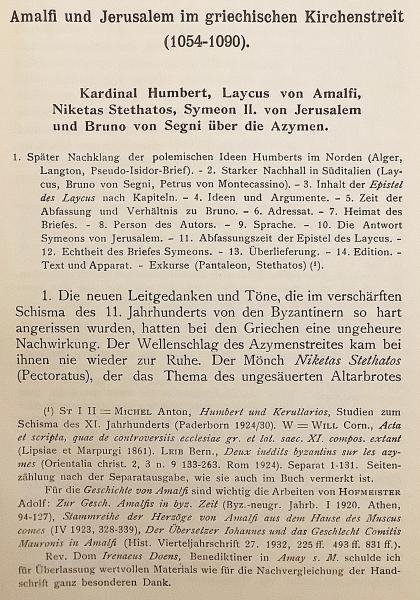 Amalfi und Jerusalem im griechischen Kirchenstreit
(1054-1090).
Kardinal Humbert, Laycus von Amalfi,
Niketas Stethatos, Symeon II. von Jerusalem
und Bruno von Segni über die Azymen.
1. Später Nachklang der polemischen Ideen Humberts im Norden (Alger,
Langton, Pseudo-Isidor-Brief). - 2. Starker Nachhall in Süditalien (Lay-
cus, Bruno von Segni, Petrus von Montecassino). - 3. Inhalt der Epistel
des Laycus nach Kapiteln. - 4. Ideen und Argumente. - 5. Zeit der
Abfassung und Verhältnis zu Bruno. - 6. Adressat. - 7. Heimat des
Briefes. - 8. Person des Autors. - 9. Sprache. - 10. Die Antwort
Symeons von Jerusalem. - 11. Abfassungszeit der Epistel des Laycus. -
12. Echtheit des Briefes Symeons. - 13. Überlieferung. - 14. Edition. -
Text und Apparat. - Exkurse (Pantaleon, Stethatos) (¹).
1. Die neuen Leitgedanken und Töne, die im verschärften
Schisma des 11. Jahrhunderts von den Byzantinern so hart
angerissen wurden, hatten bei den Griechen eine ungeheure
Nachwirkung. Der Wellenschlag des Azymenstreites kam bei
ihnen nie wieder zur Ruhe. Der Mönch Niketas Stethatos
(Pectoratus), der das Thema des ungesäuerten Altarbrotes
(¹) St I II = Michel Anton, Humbert und Kerullarios, Studien zum
Schisma des XI. Jahrhunderts (Paderborn 1924/30). W = Will Corn., Acta
et scripta, quae de controversiis ecclesiae gr. et lat. saec. XI. compos. extant
(Lipsiae et Marpurgi 1861). Leib Bern., Deux inédits byzantins sur les azy-
mes (Orientalia christ. 2, 3 n. 9 133-263. Rom 1924). Separat 1-131. Seiten-
zählung nach der Separatausgabe, wie sie auch im Buch vermerkt ist.
Für die Geschichte von Amalfi sind wichtig die Arbeiten von Hofmeister
Adolf: Zur Gesch. Amalfis in byz. Zeit (Byz.-neugr. Jahrb. I 1920. Athen,
94-127), Stammreihe der Herzöge von Amalfi aus dem Hause des Muscus
comes (IV 1923, 328-339), Der Übersetzer Iohannes und das Geschlecht Comitis
Mauronis in Amalfi (Hist. Vierteljahrschrift 27. 1932, 225 ff. 493 ff. 831 ff.).
Rev. Dom Irenaeus Doens, Benediktiner in Amay s. M. schulde ich
für Überlassung wertvollen Materials wie für die Nachvergleichung der Hand-
schrift ganz besonderen Dank.